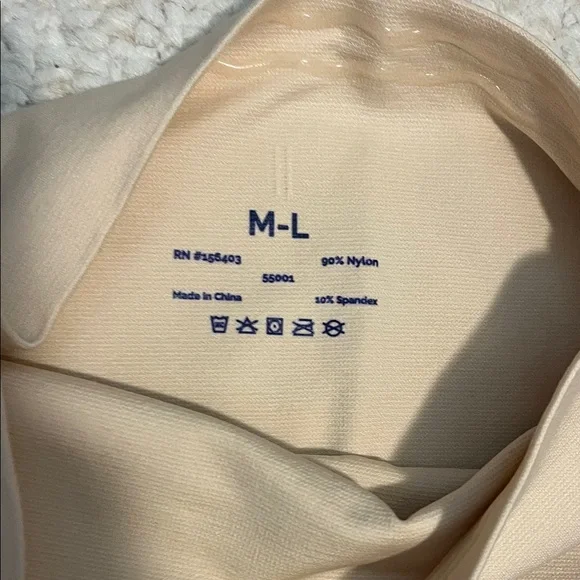 M-L
RN #156403
90% Nylon
55001
Made in China
10% Spandex